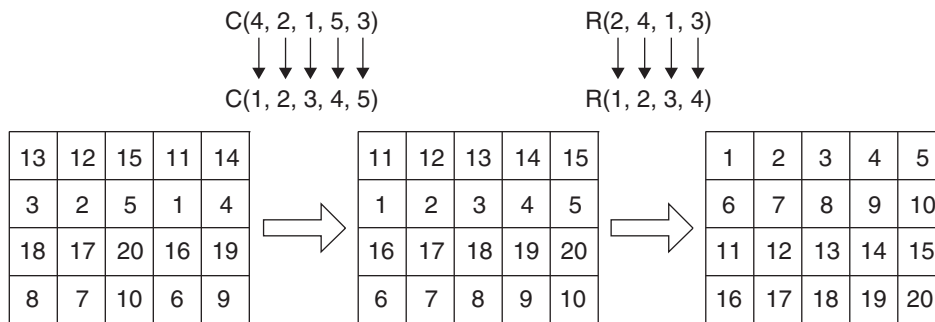 C(4, 2, 1, 5, 3)
C(1, 2, 3, 4, 5)
R(2, 4, 1, 3)
R(1, 2, 3, 4)
13 12 15 11 14
3 2 5 1 4
18 17 20 16 19
8 7 10 6 9
11 12 13 14 15
1 2 3 4 5
16 17 18 19 20
6 7 8 9 10
1 2 3 4 5
6 7 8 9 10
11 12 13 14 15
16 17 18 19 20